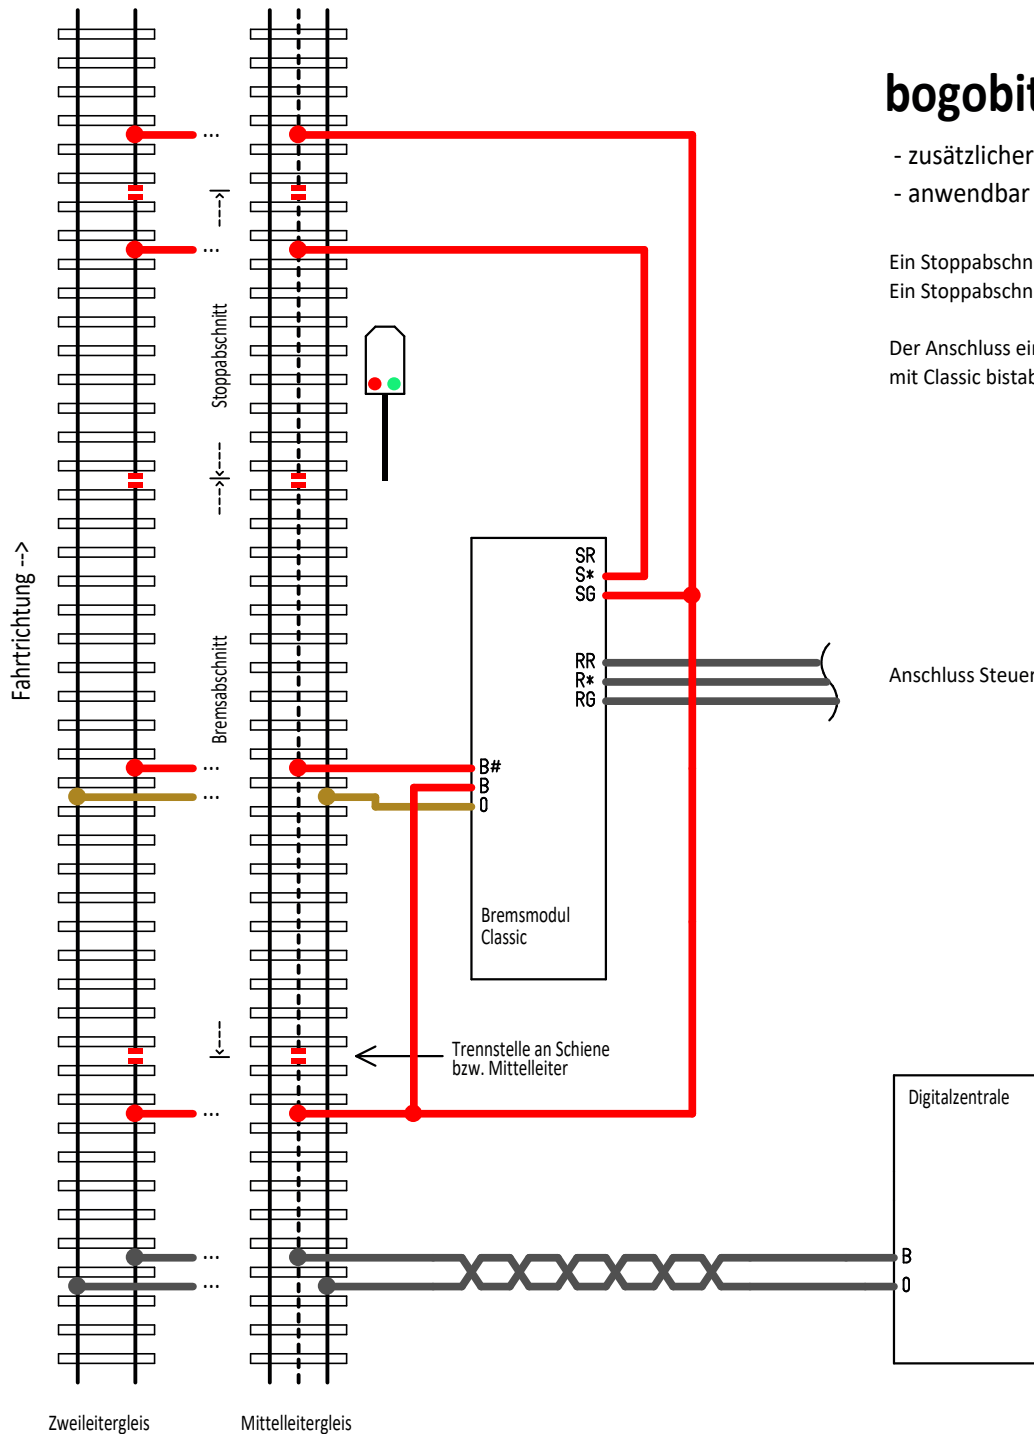 bogobit
- zusätzlicher
- anwendbar
Ein Stoppabschn
Ein Stoppabschn
Der Anschluss ein
mit Classic bistab
...
...
Stoppabschnitt
Fahrtrichtung -->
Bremsabschnitt
SR
S*
SG
RR
R*
RG
Anschluss Steuer
...
...
B#
B
0
Bremsmodul
Classic
Trennstelle an Schiene
bzw. Mittelleiter
...
Digitalzentrale
...
...
B
0
Zweileitergleis
Mittelleitergleis